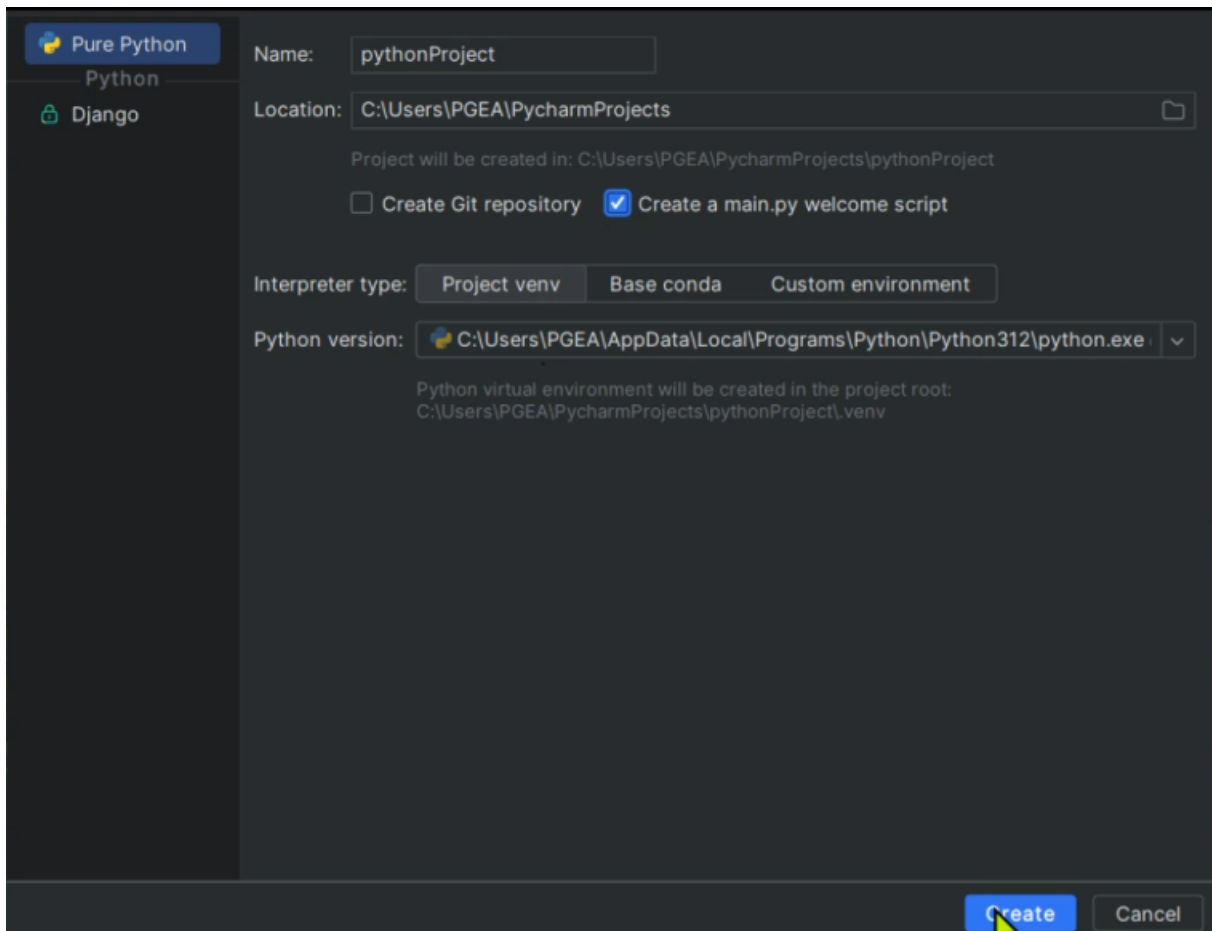 Pure Python
Python
Django
Name: pythonProject
Location: C:\Users\PGEA\PycharmProjects
Project will be created in: C:\Users\PGEA\PycharmProjects\pythonProject
Create Git repository Create a main.py welcome script
Interpreter type: Project venv Base conda Custom environment
Python version: C:\Users\PGEA\AppData\Local\Programs\Python\Python312\python.exe
Python virtual environment will be created in the project root:
C:\Users\PGEA\PycharmProjects\pythonProject\.venv
Create Cancel